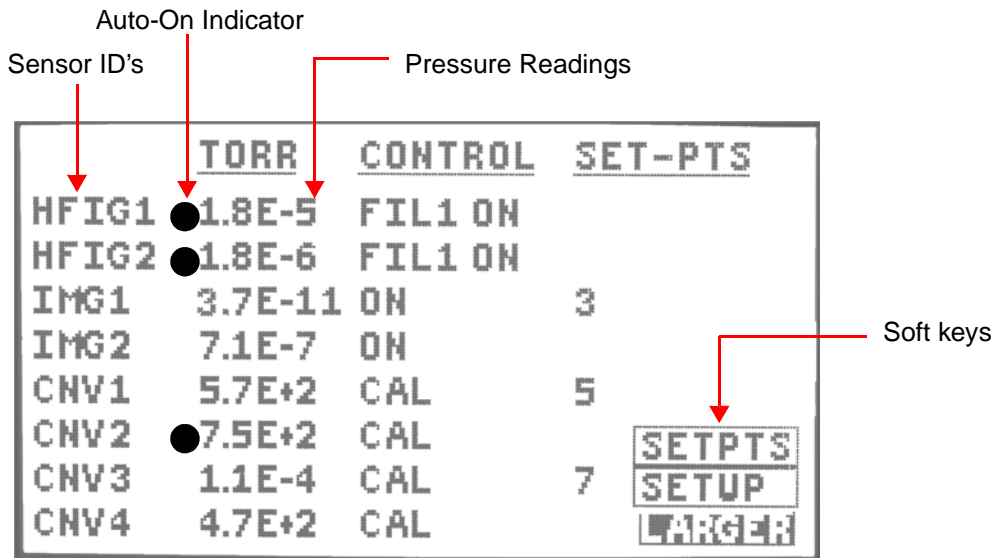 Auto-On Indicator
Sensor ID's Pressure Readings
TORR CONTROL SET-PTS
HFIG1 1.8E-5 FIL1 ON
HFIG2 1.8E-6 FIL1 ON
IMG1 3.7E-11 ON 3
IMG2 7.1E-7 ON
Soft keys
CNV1 5.7E+2 CAL 5
CNV2 7.5E+2 CAL SETPTS
CNV3 1.1E-4 CAL 7 SETUP
CNV4 4.7E+2 CAL LARGER